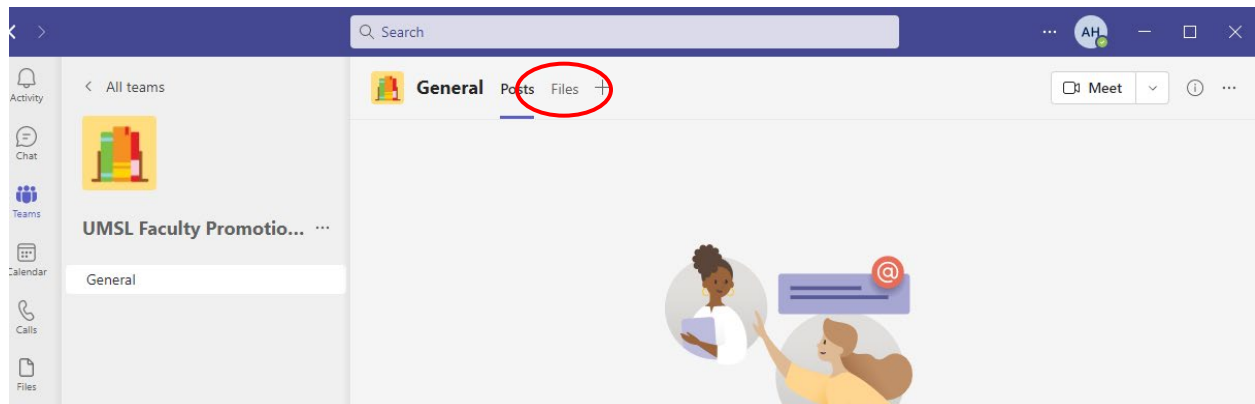 Search
AH
Activity
Chat
Teams
Calendar
Calls
Files
All teams
UMSL Faculty Promotio... ...
General
General Posts Files +
Meet
@